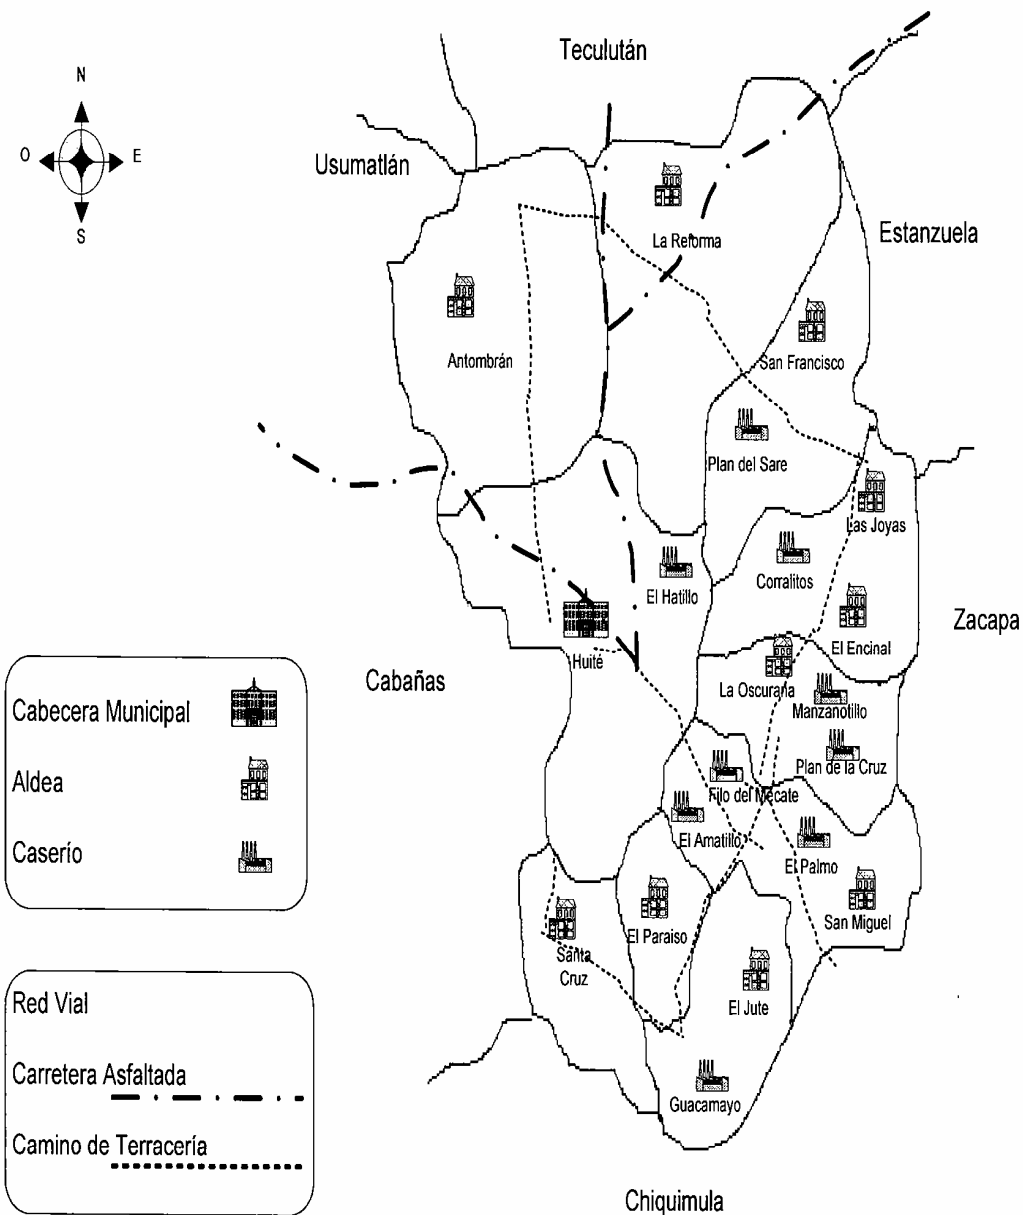 Teculután
N
O
E
S
Usumatlán
La Reforma
Estanzuela
Antombrán
San Francisco
Plan del Sare
Las Joyas
Corralitos
El Hatillo
El Encinal
Zacapa
Huité
Cabañas
La Oscurana
Manzanotillo
Plan de la Cruz
Filo del Mecate
El Amatillo
El Palmo
San Miguel
El Paraiso
Santa
Cruz
El Jute
Guacamayo
Chiquimula
Cabecera Municipal
Aldea
Caserío
Red Vial
Carretera Asfaltada
Camino de Terracería